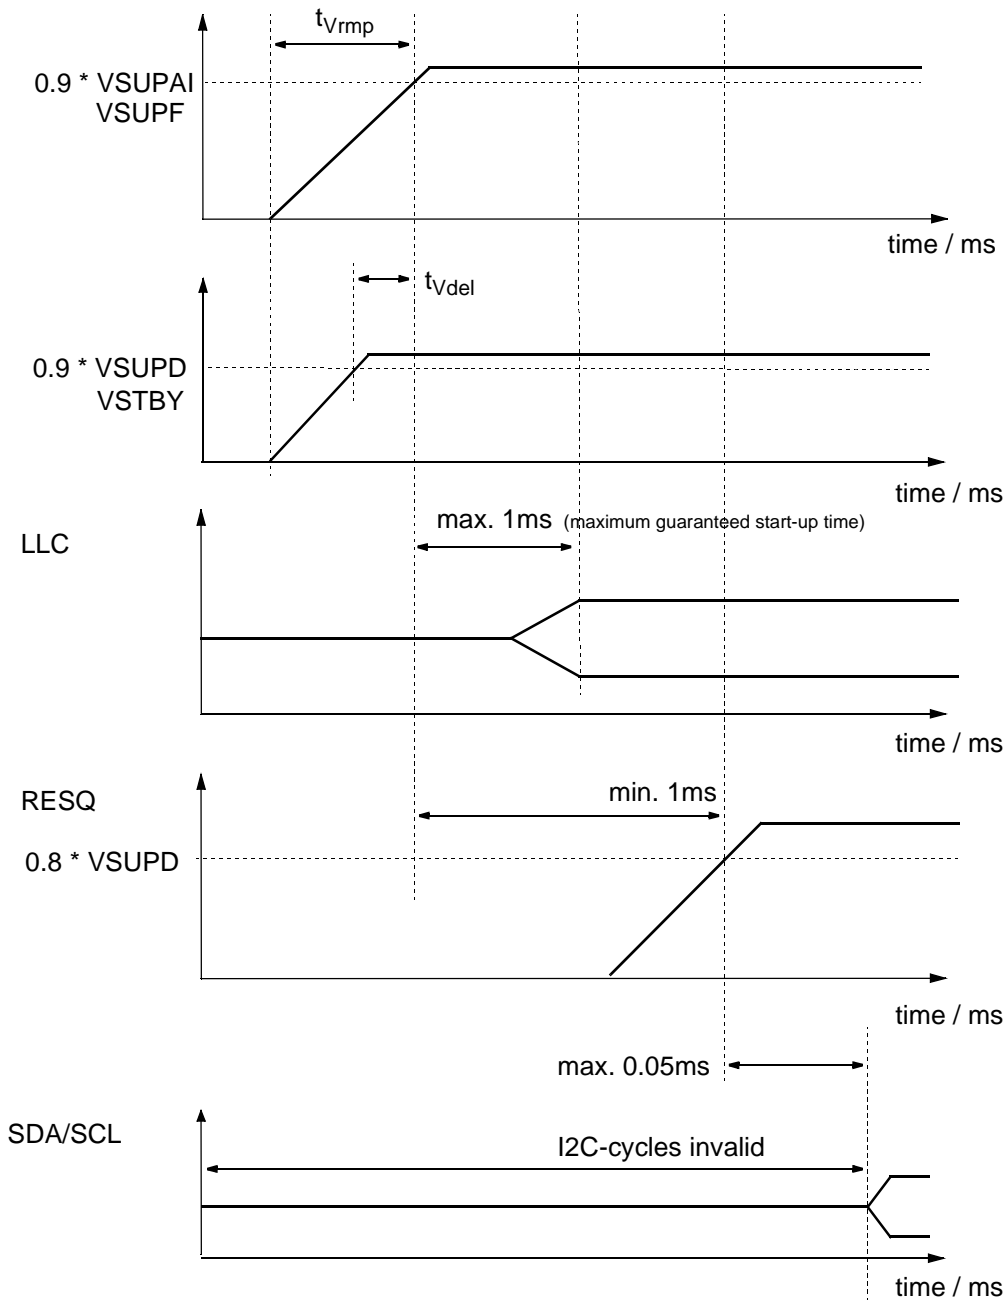 tVrmp
0.9 * VSUPAI
VSUPF
time / ms
tVdel
0.9 * VSUPD
VSTBY
time / ms
max. 1ms (maximum guaranteed start-up time)
LLC
time / ms
RESQ
min. 1ms
0.8 * VSUPD
time / ms
max. 0.05ms
SDA/SCL
I2C-cycles invalid
time / ms